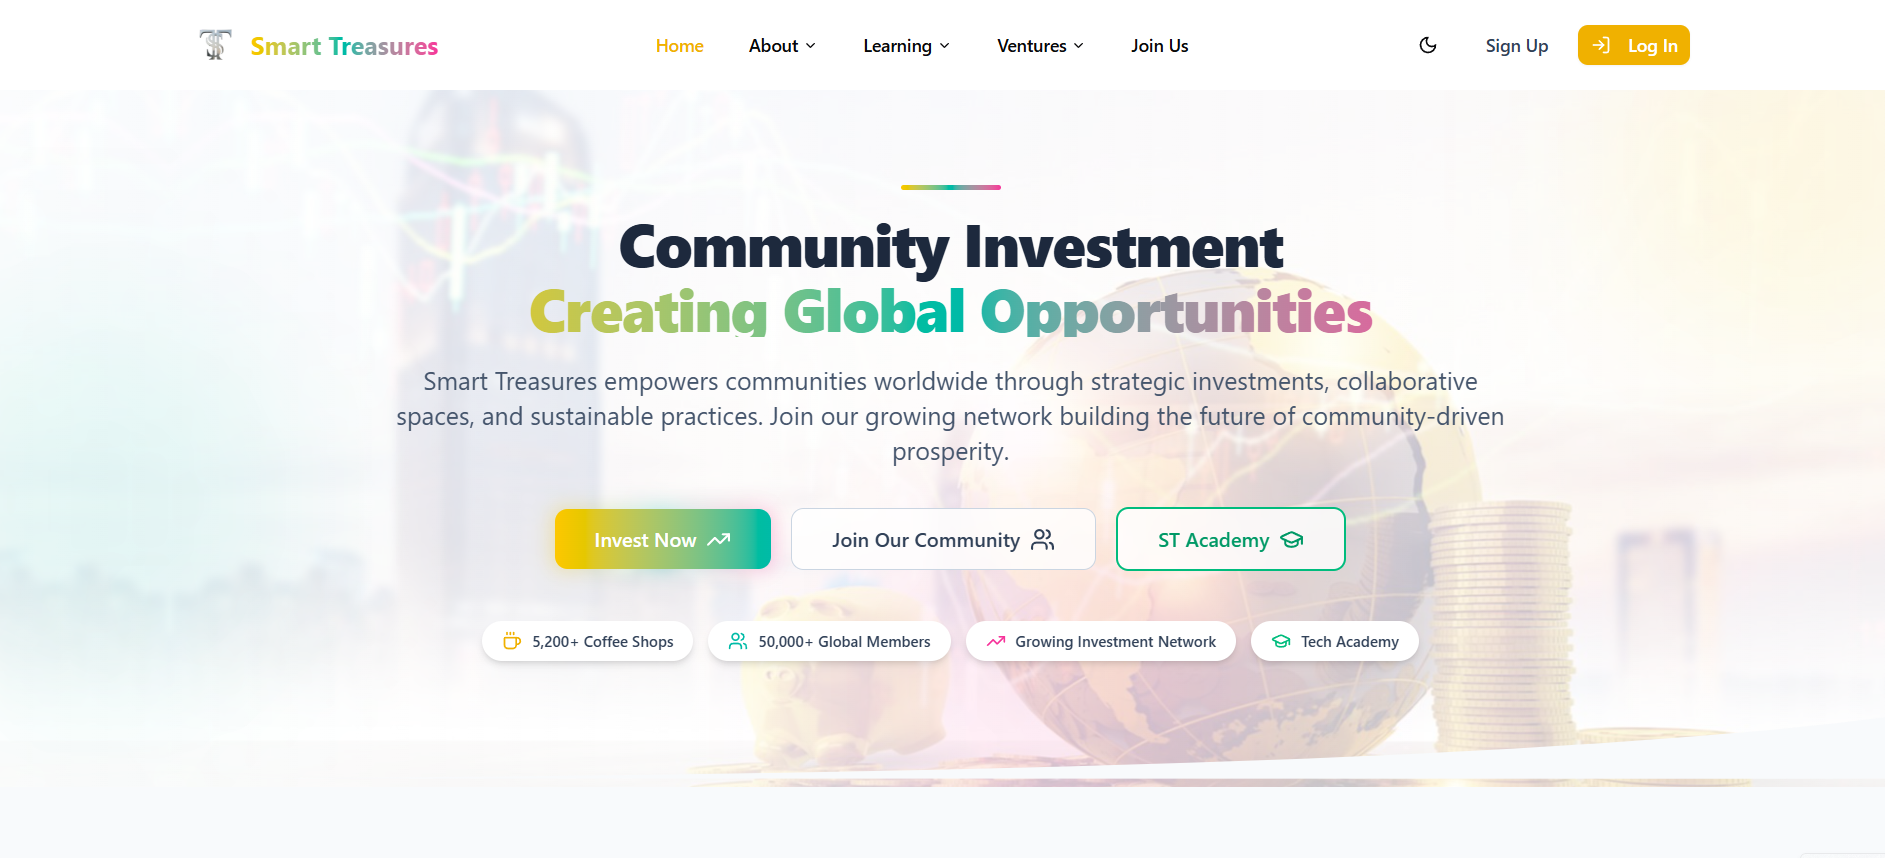 Smart Treasures
Home
About
Learning
Ventures
Join Us
Sign Up
Log In
Community Investment
Creating Global Opportunities
Smart Treasures empowers communities worldwide through strategic investments, collaborative
spaces, and sustainable practices. Join our growing network building the future of community-driven
prosperity.
Invest Now
Join Our Community
ST Academy
5,200+ Coffee Shops
50,000+ Global Members
Growing Investment Network
Tech Academy